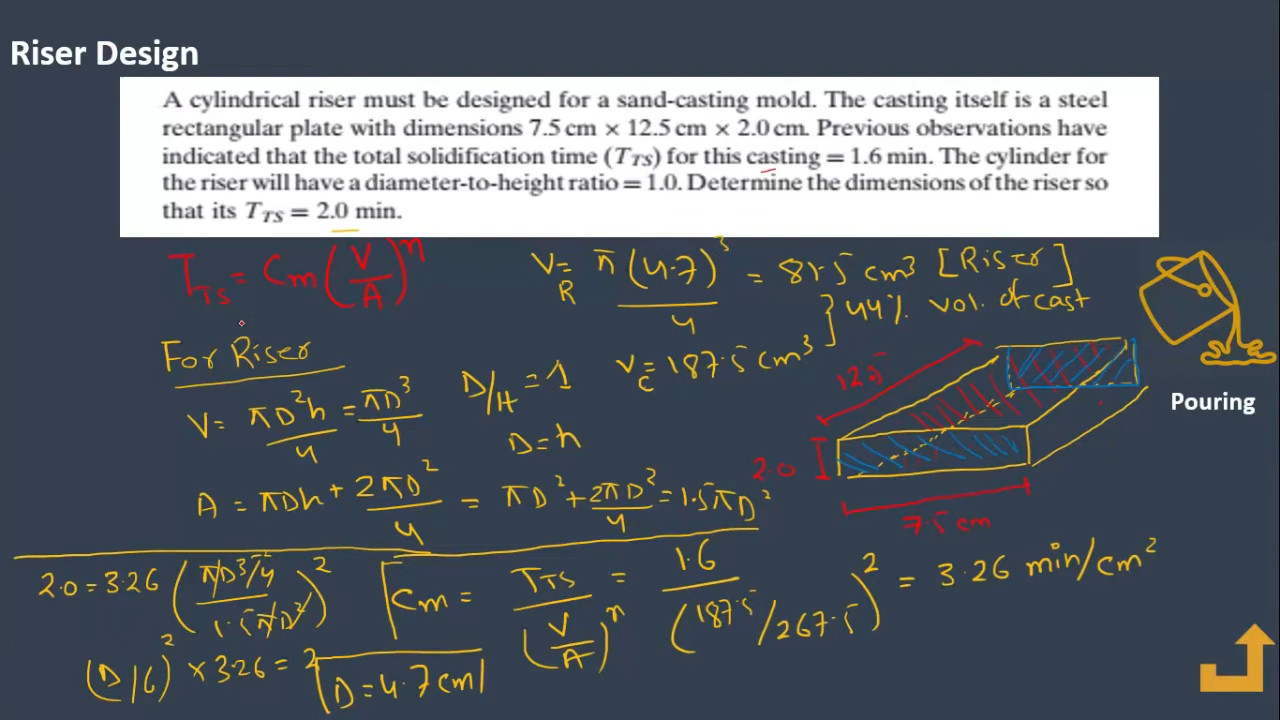 Riser Design
A cylindrical riser must be designed for a sand-casting mold. The casting itself is a steel
rectangular plate with dimensions 7.5 cm × 12.5 cm × 2.0 cm. Previous observations have
indicated that the total solidification time (T_TS) for this casting = 1.6 min. The cylinder for
the riser will have a diameter-to-height ratio = 1.0. Determine the dimensions of the riser so
that its T_TS = 2.0 min.
T_TS = Cm (V/A)^n
V_R = π(4.7)^3/4 = 81.5 cm³ [Riser]
} 44% vol. of cast
V_C = 187.5 cm³
For Riser
V = πD²h/4 = πD³/4
D/H = 1
D = h
A = πDh + 2πD²/4 = πD² + 2πD²/4 = 1.5πD²
12.5
2.0
7.5 cm
Pouring
2.0 = 3.26 (πD³/4 / 1.5πD²)²
Cm = T_TS/(V/A)^n = 1.6/(187.5/267.5)² = 3.26 min/cm²
(D/6)² × 3.26 = 2
D = 4.7 cm